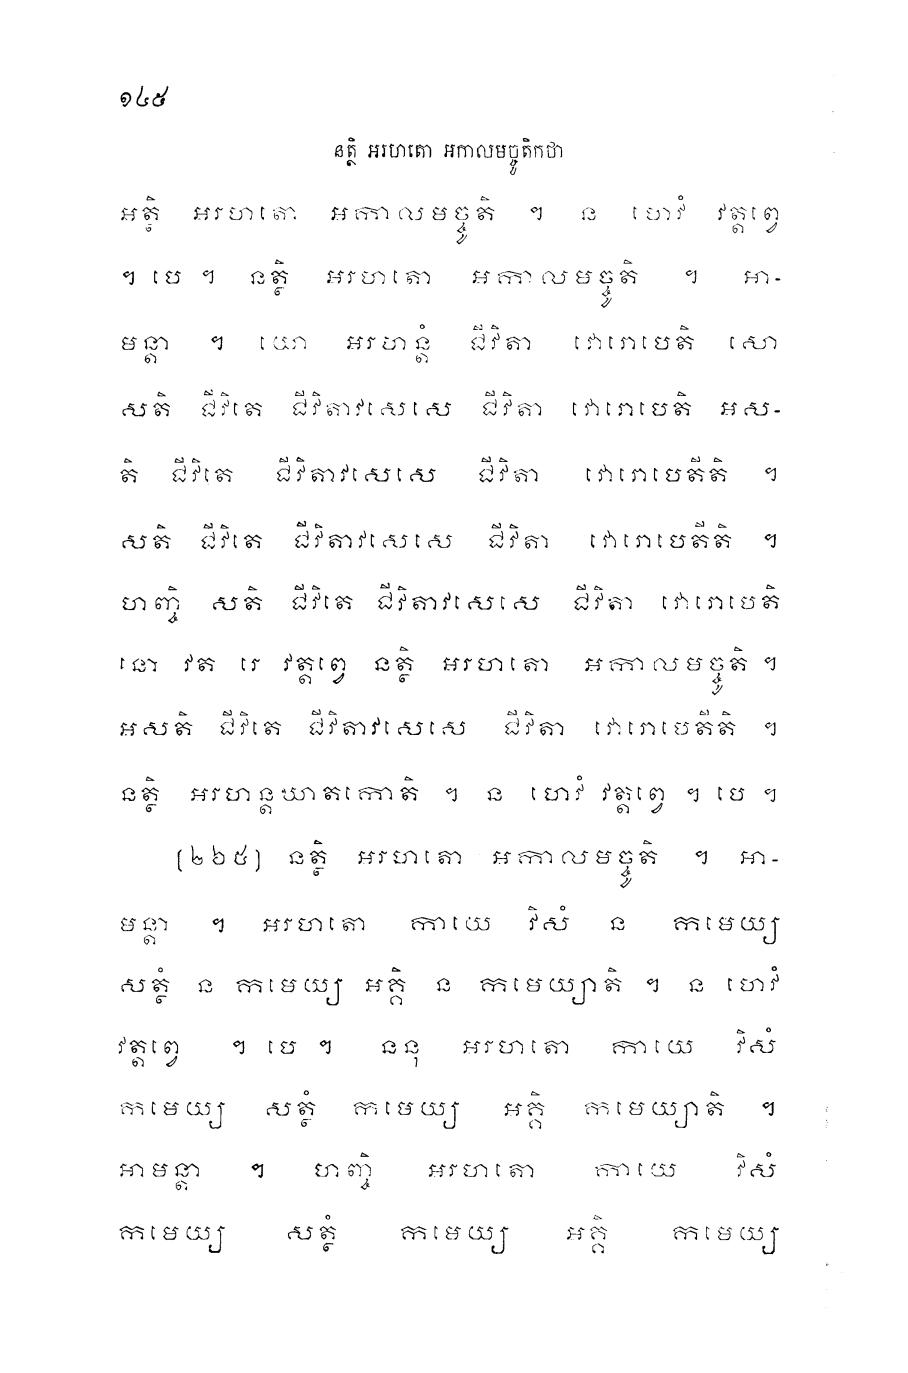 ១៤៥
នត្ថិ អរហតោ អកាលមច្ចូតិកថា
អត្ថិ អរហតោ អកាលមច្ចូតិ ។ ន ហេវំ វត្តព្វេ
។ បេ ។ នត្ថិ អរហតោ អកាលមច្ចូតិ ។ អា-
មន្តា ។ យោ អរហន្តំ ជីវិតា វោរោបេតិ សោ
សតិ ជីវិតេ ជីវិតាវសេសេ ជីវិតា វោរោបេតិ អស-
តិ ជីវិតេ ជីវិតាវសេសេ ជីវិតា វោរោបេតីតិ ។
សតិ ជីវិតេ ជីវិតាវសេសេ ជីវិតា វោរោបេតីតិ ។
ហញ្ចិ សតិ ជីវិតេ ជីវិតាវសេសេ ជីវិតា វោរោបេតិ
នោ វត រេ វត្តព្វេ នត្ថិ អរហតោ អកាលមច្ចូតិ ។
អសតិ ជីវិតេ ជីវិតាវសេសេ ជីវិតា វោរោបេតីតិ ។
នត្ថិ អរហន្តឃាតកោតិ ។ ន ហេវំ វត្តព្វេ ។ បេ ។
(២៦៥) នត្ថិ អរហតោ អកាលមច្ចូតិ ។ អា-
មន្តា ។ អរហតោ កាយេ វិសំ ន កមេយ្យ
សត្ថំ ន កមេយ្យ អគ្គិ ន កមេយ្យាតិ ។ ន ហេវំ
វត្តព្វេ ។ បេ ។ ននុ អរហតោ កាយេ វិសំ
កមេយ្យ សត្ថំ កមេយ្យ អគ្គិ កមេយ្យាតិ ។
អាមន្តា ។ ហញ្ចិ អរហតោ កាយេ វិសំ
កមេយ្យ សត្ថំ កមេយ្យ អគ្គិ កមេយ្យ